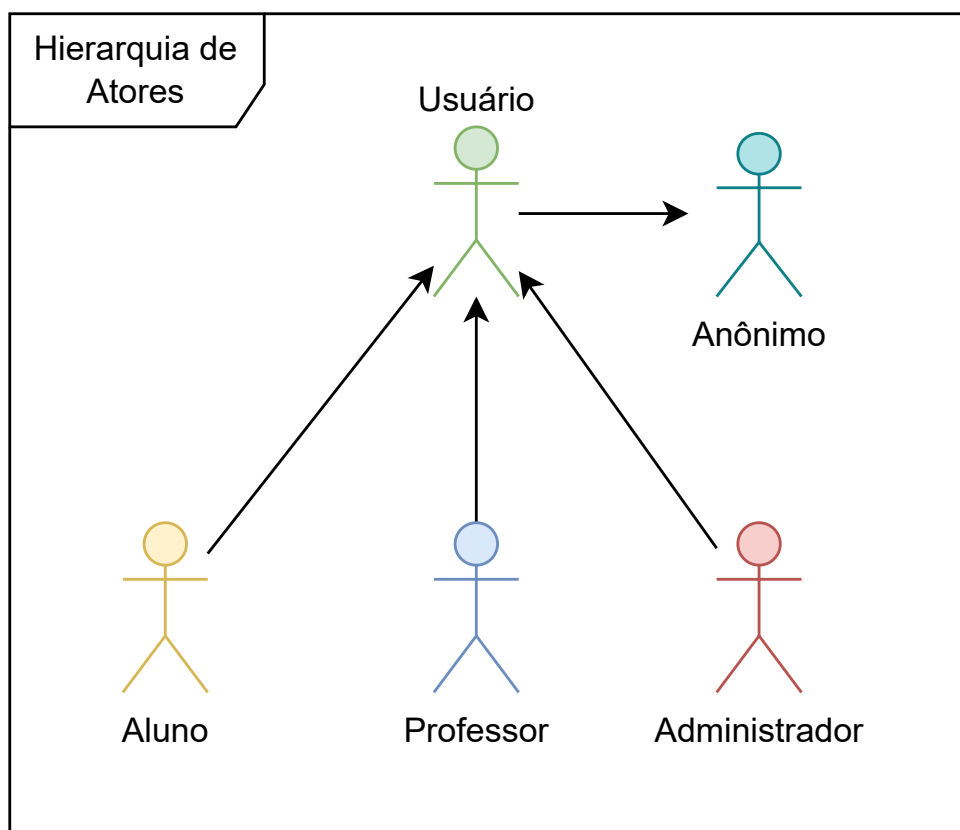 Hierarquia de
Atores
Usuário
Anônimo
Aluno
Professor
Administrador